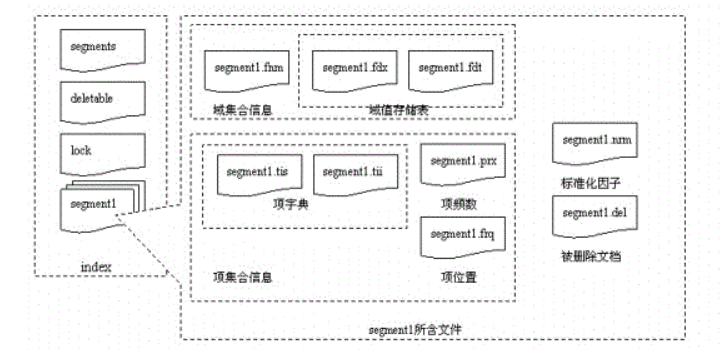 segments
deletable
lock
segment1
index
segment1.fnm
segment1.fdx
segment1.fdt
域集合信息
域值存储表
segment1.tis
segment1.tii
项字典
segment1.prx
项频数
segment1.frq
项集合信息
项位置
segment1.nrm
标准化因子
segment1.del
被删除文档
segment1所含文件